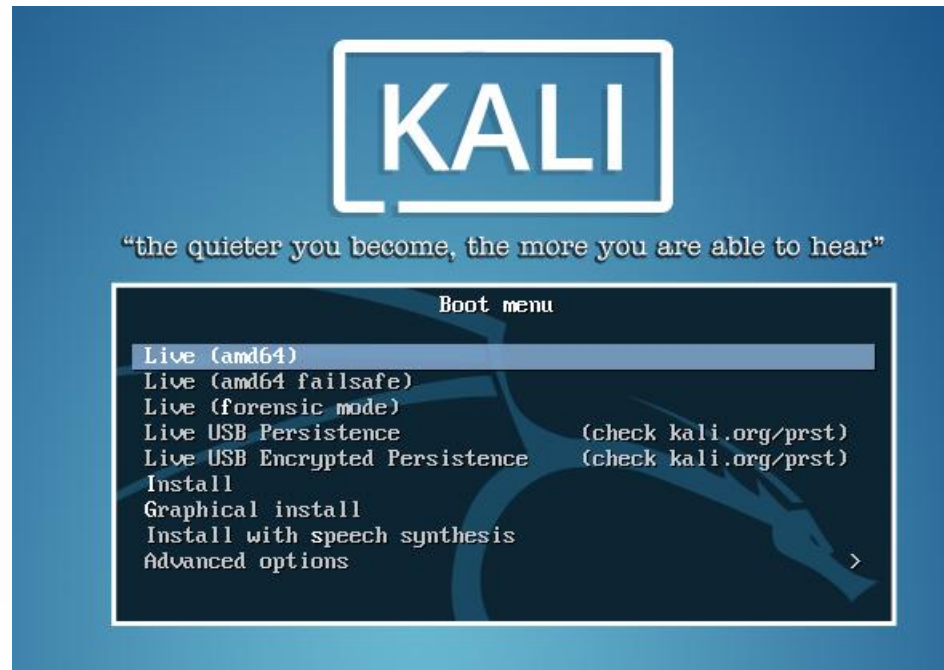 KALI
“the quieter you become, the more you are able to hear”
Boot menu
Live (amd64)
Live (amd64 failsafe)
Live (forensic mode)
Live USB Persistence (check kali.org/prst)
Live USB Encrypted Persistence (check kali.org/prst)
Install
Graphical install
Install with speech synthesis
Advanced options >